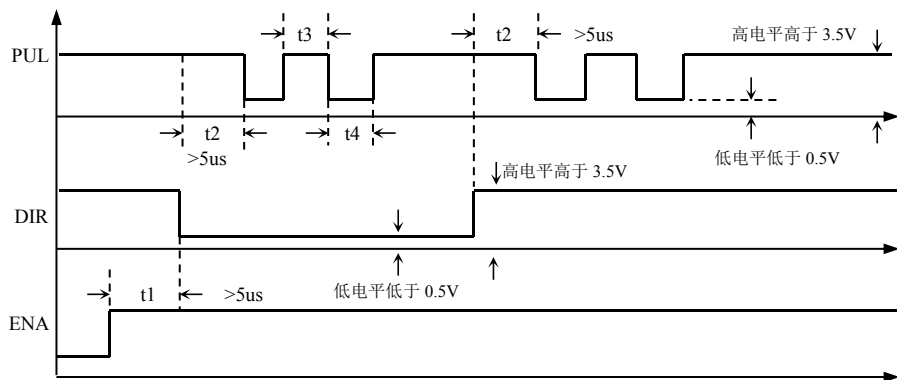 t3
t2
>5us
高电平高于 3.5V
PUL
t2
t4
>5us
低电平低于 0.5V
高电平高于 3.5V
DIR
t1
>5us
低电平低于 0.5V
ENA